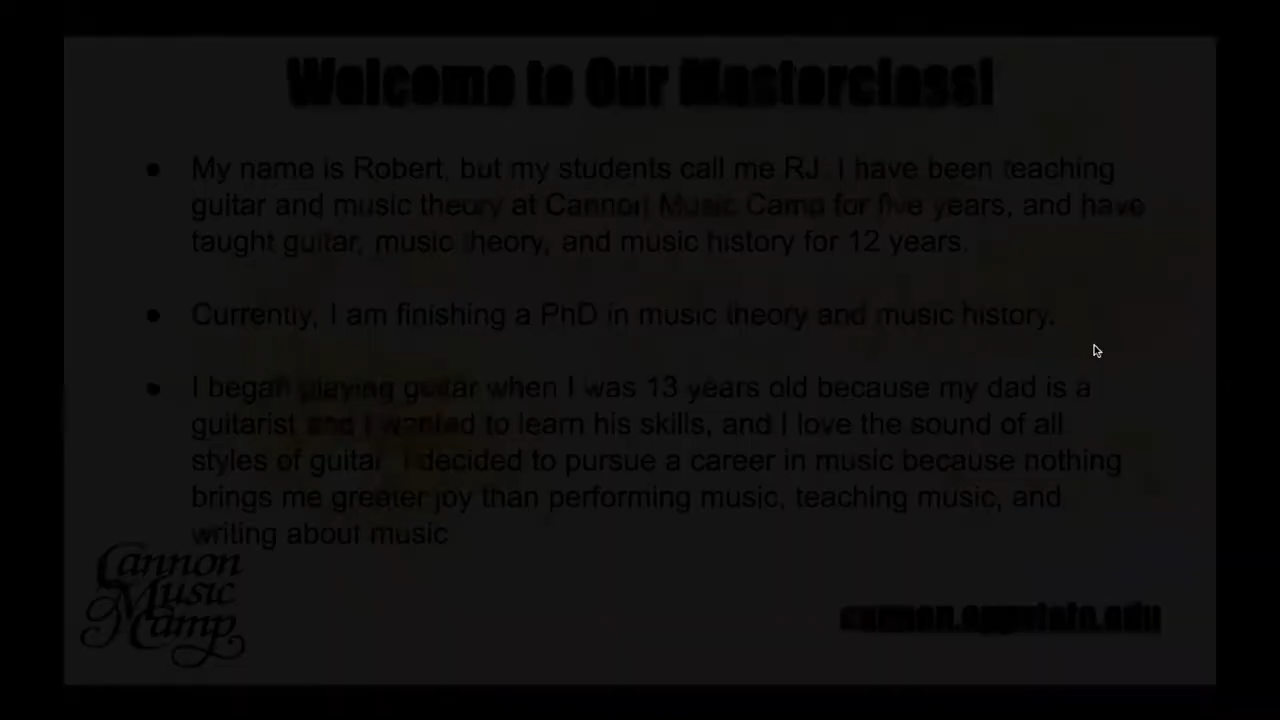 Welcome to Our Masterclass!
● My name is Robert, but my students call me RJ. I have been teaching
guitar and music theory at Cannon Music Camp for five years, and have
taught guitar, music theory, and music history for 12 years.
● Currently, I am finishing a PhD in music theory and music history.
● I began playing guitar when I was 13 years old because my dad is a
guitarist and I wanted to learn his skills, and I love the sound of all
styles of guitar. I decided to pursue a career in music because nothing
brings me greater joy than performing music, teaching music, and
writing about music
Cannon
Music
Camp
cannon.appstate.edu